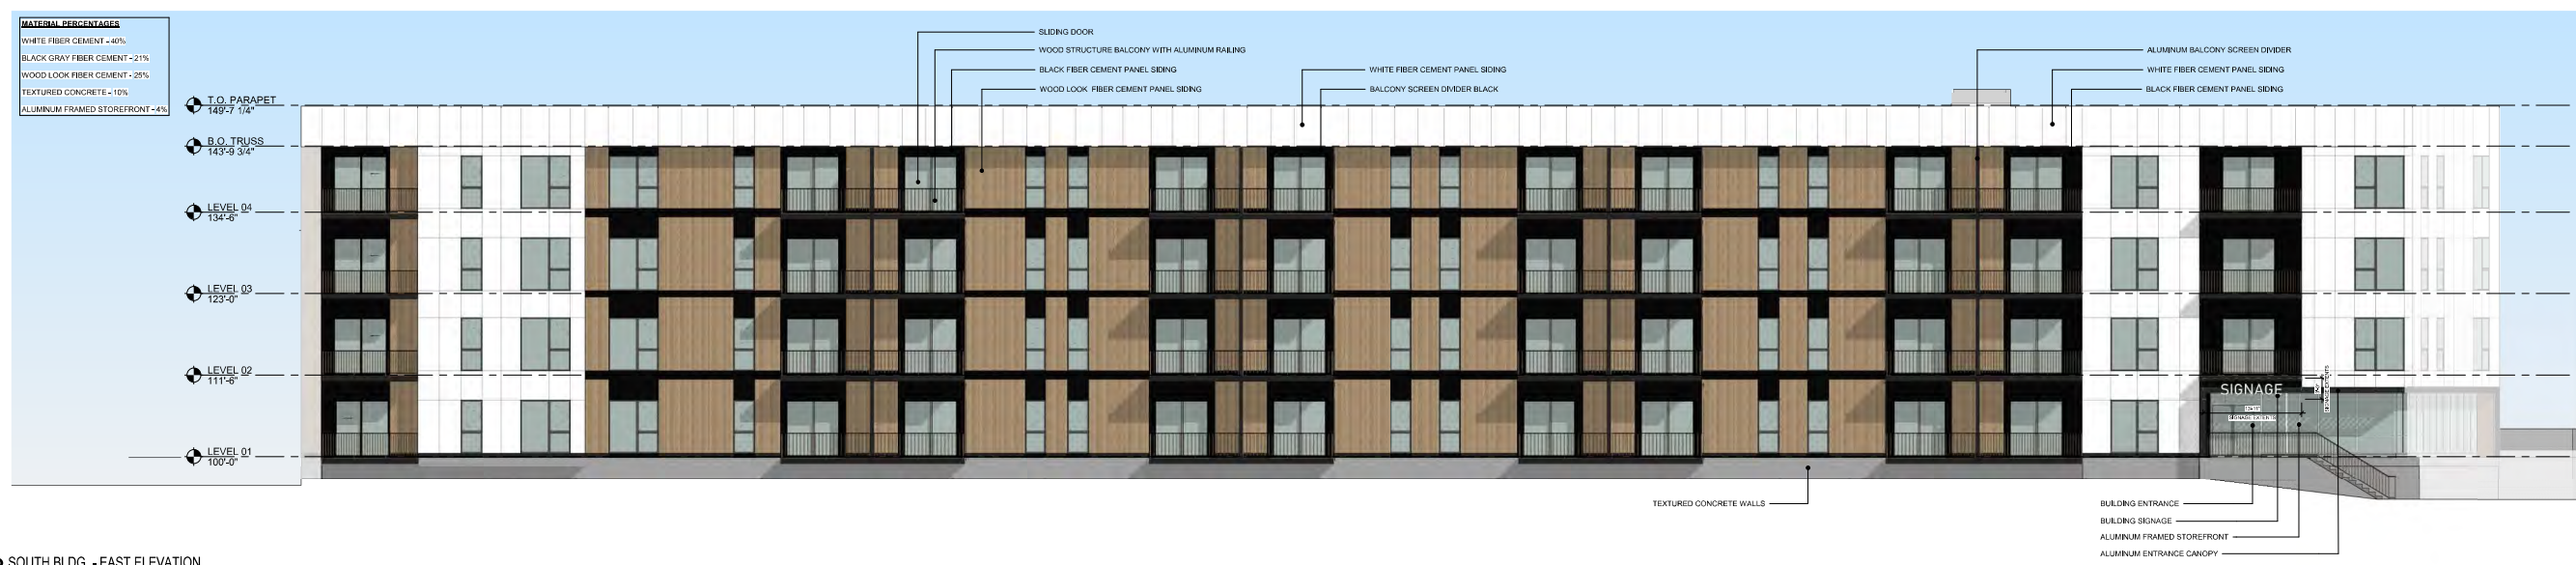 MATERIAL PERCENTAGES
WHITE FIBER CEMENT - 40%
BLACK GRAY FIBER CEMENT - 21%
WOOD LOOK FIBER CEMENT - 25%
TEXTURED CONCRETE - 10%
ALUMINUM FRAMED STOREFRONT - 4%
SLIDING DOOR
WOOD STRUCTURE BALCONY WITH ALUMINUM RAILING
BLACK FIBER CEMENT PANEL SIDING
WOOD LOOK FIBER CEMENT PANEL SIDING
WHITE FIBER CEMENT PANEL SIDING
BALCONY SCREEN DIVIDER BLACK
ALUMINUM BALCONY SCREEN DIVIDER
WHITE FIBER CEMENT PANEL SIDING
BLACK FIBER CEMENT PANEL SIDING
T.O. PARAPET
149'-7 1/4"
B.O. TRUSS
143'-9 3/4"
LEVEL 04
134'-6"
LEVEL 03
123'-0"
LEVEL 02
111'-6"
LEVEL 01
100'-0"
SIGNAGE
SIGNAGE EXTENTS
SIGNAGE EXTENTS
TEXTURED CONCRETE WALLS
BUILDING ENTRANCE
BUILDING SIGNAGE
ALUMINUM FRAMED STOREFRONT
ALUMINUM ENTRANCE CANOPY
SOUTH BLDG. - EAST ELEVATION